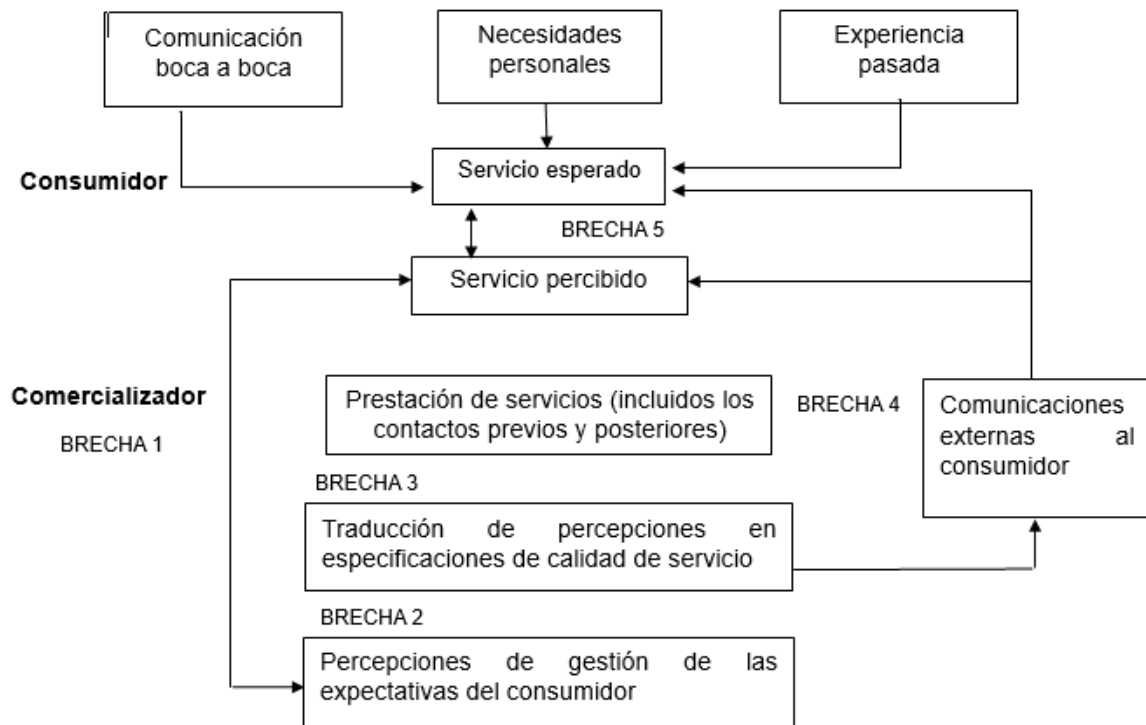 Comunicación
boca a boca
Necesidades
personales
Experiencia
pasada
Servicio esperado
Consumidor
BRECHA 5
Servicio percibido
Comercializador
BRECHA 1
Prestación de servicios (incluidos los
contactos previos y posteriores)
BRECHA 4
Comunicaciones
externas al
consumidor
BRECHA 3
Traducción de percepciones en
especificaciones de calidad de servicio
BRECHA 2
Percepciones de gestión de las
expectativas del consumidor